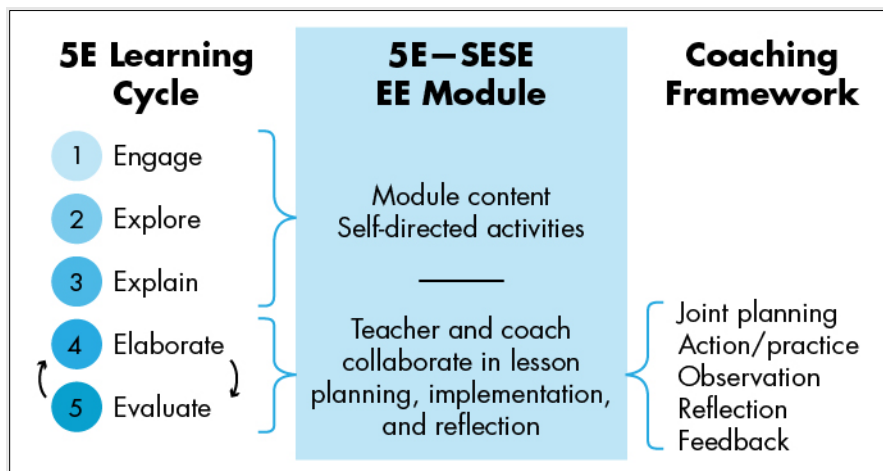 5E Learning
Cycle
1 Engage
2 Explore
3 Explain
4 Elaborate
5 Evaluate
5E—SESE
EE Module
Module content
Self-directed activities
Teacher and coach
collaborate in lesson
planning, implementation,
and reflection
Coaching
Framework
Joint planning
Action/practice
Observation
Reflection
Feedback